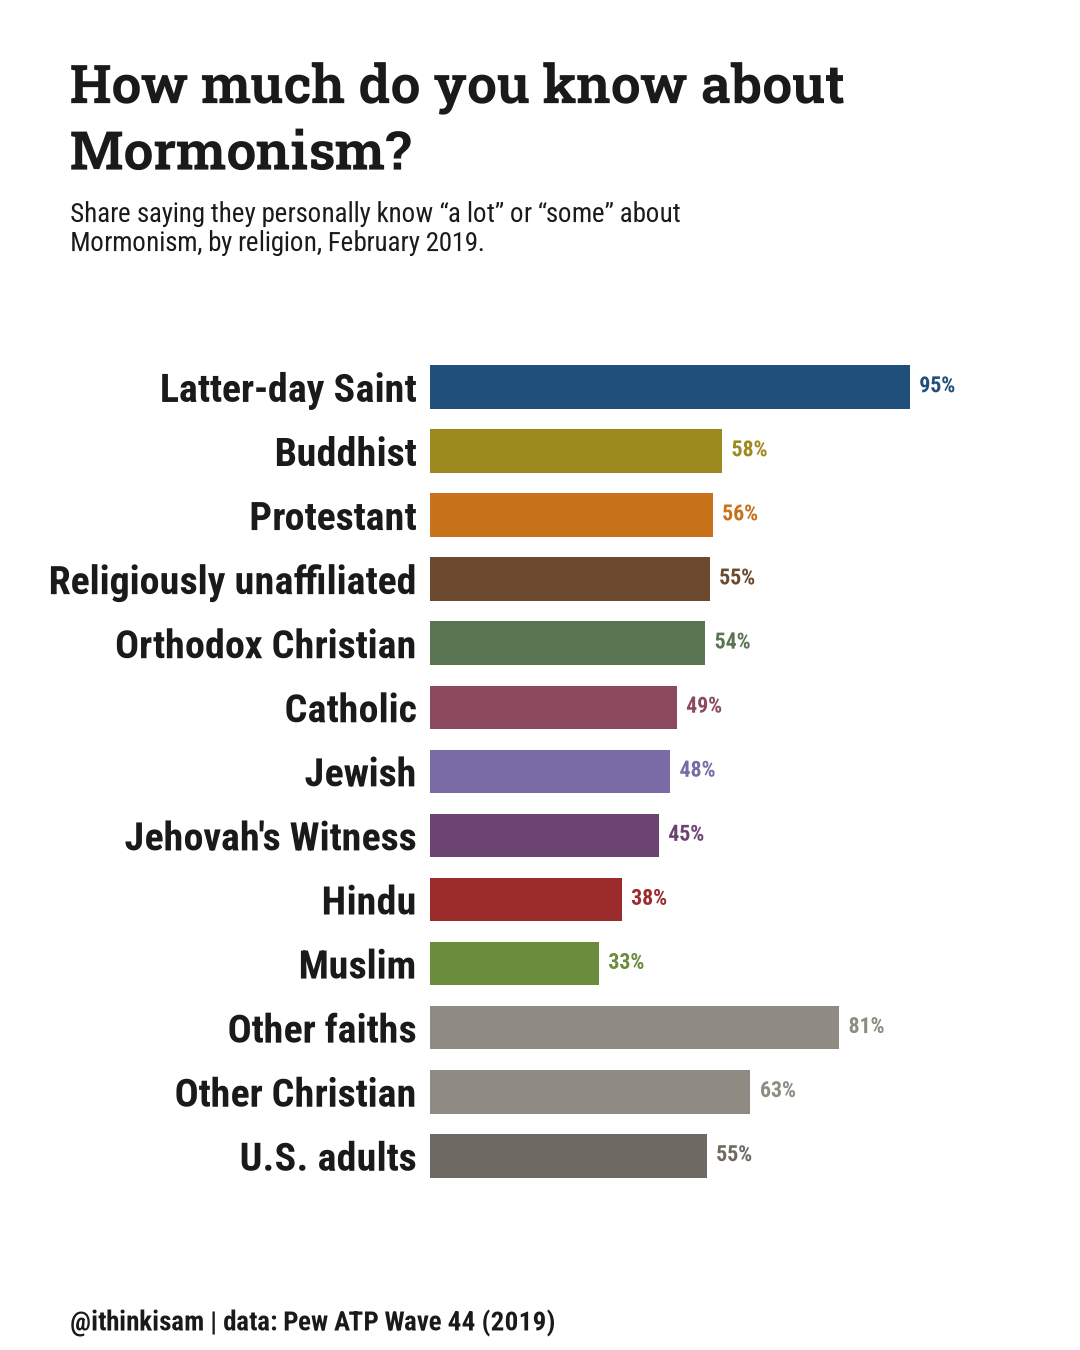 How much do you know about
Mormonism?
Share saying they personally know “a lot” or “some” about
Mormonism, by religion, February 2019.
Latter-day Saint 95%
Buddhist 58%
Protestant 56%
Religiously unaffiliated 55%
Orthodox Christian 54%
Catholic 49%
Jewish 48%
Jehovah's Witness 45%
Hindu 38%
Muslim 33%
Other faiths 81%
Other Christian 63%
U.S. adults 55%
@ithinkisam | data: Pew ATP Wave 44 (2019)